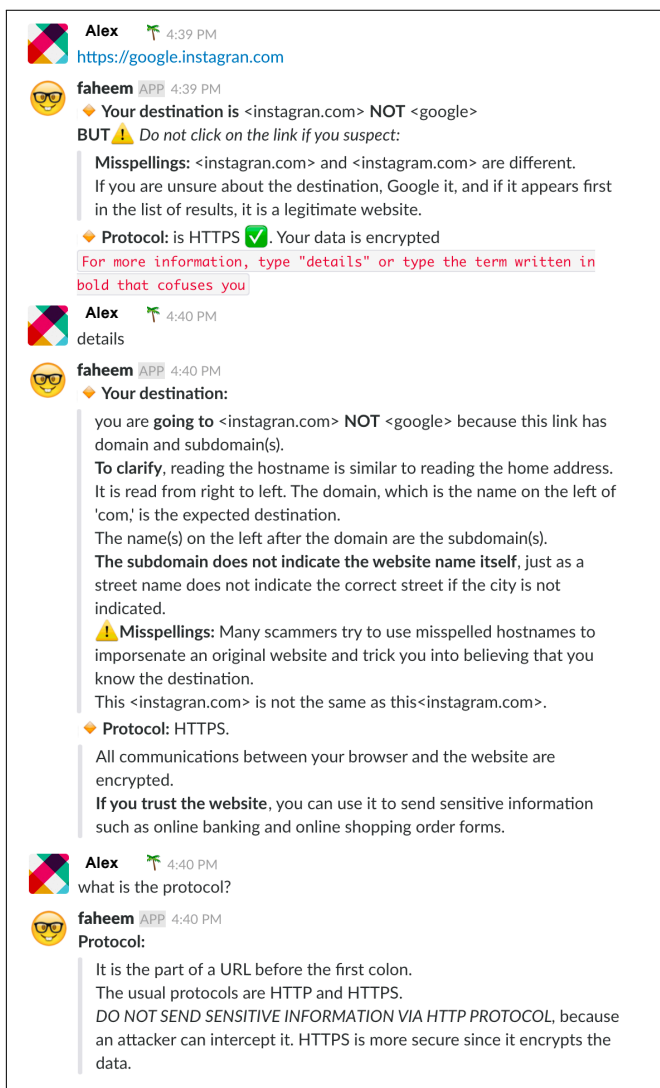 Alex 🌴 4:39 PM
https://google.instagran.com
faheem APP 4:39 PM
🔸 Your destination is <instagran.com> NOT <google>
BUT⚠️ Do not click on the link if you suspect:
Misspellings: <instagran.com> and <instagram.com> are different.
If you are unsure about the destination, Google it, and if it appears first
in the list of results, it is a legitimate website.
🔸 Protocol: is HTTPS ✅. Your data is encrypted
For more information, type "details" or type the term written in
bold that cofuses you
Alex 🌴 4:40 PM
details
faheem APP 4:40 PM
🔸 Your destination:
you are going to <instagran.com> NOT <google> because this link has
domain and subdomain(s).
To clarify, reading the hostname is similar to reading the home address.
It is read from right to left. The domain, which is the name on the left of
'com,' is the expected destination.
The name(s) on the left after the domain are the subdomain(s).
The subdomain does not indicate the website name itself, just as a
street name does not indicate the correct street if the city is not
indicated.
⚠️Misspellings: Many scammers try to use misspelled hostnames to
imporsenate an original website and trick you into believing that you
know the destination.
This <instagran.com> is not the same as this<instagram.com>.
🔸 Protocol: HTTPS.
All communications between your browser and the website are
encrypted.
If you trust the website, you can use it to send sensitive information
such as online banking and online shopping order forms.
Alex 🌴 4:40 PM
what is the protocol?
faheem APP 4:40 PM
Protocol:
It is the part of a URL before the first colon.
The usual protocols are HTTP and HTTPS.
DO NOT SEND SENSITIVE INFORMATION VIA HTTP PROTOCOL, because
an attacker can intercept it. HTTPS is more secure since it encrypts the
data.